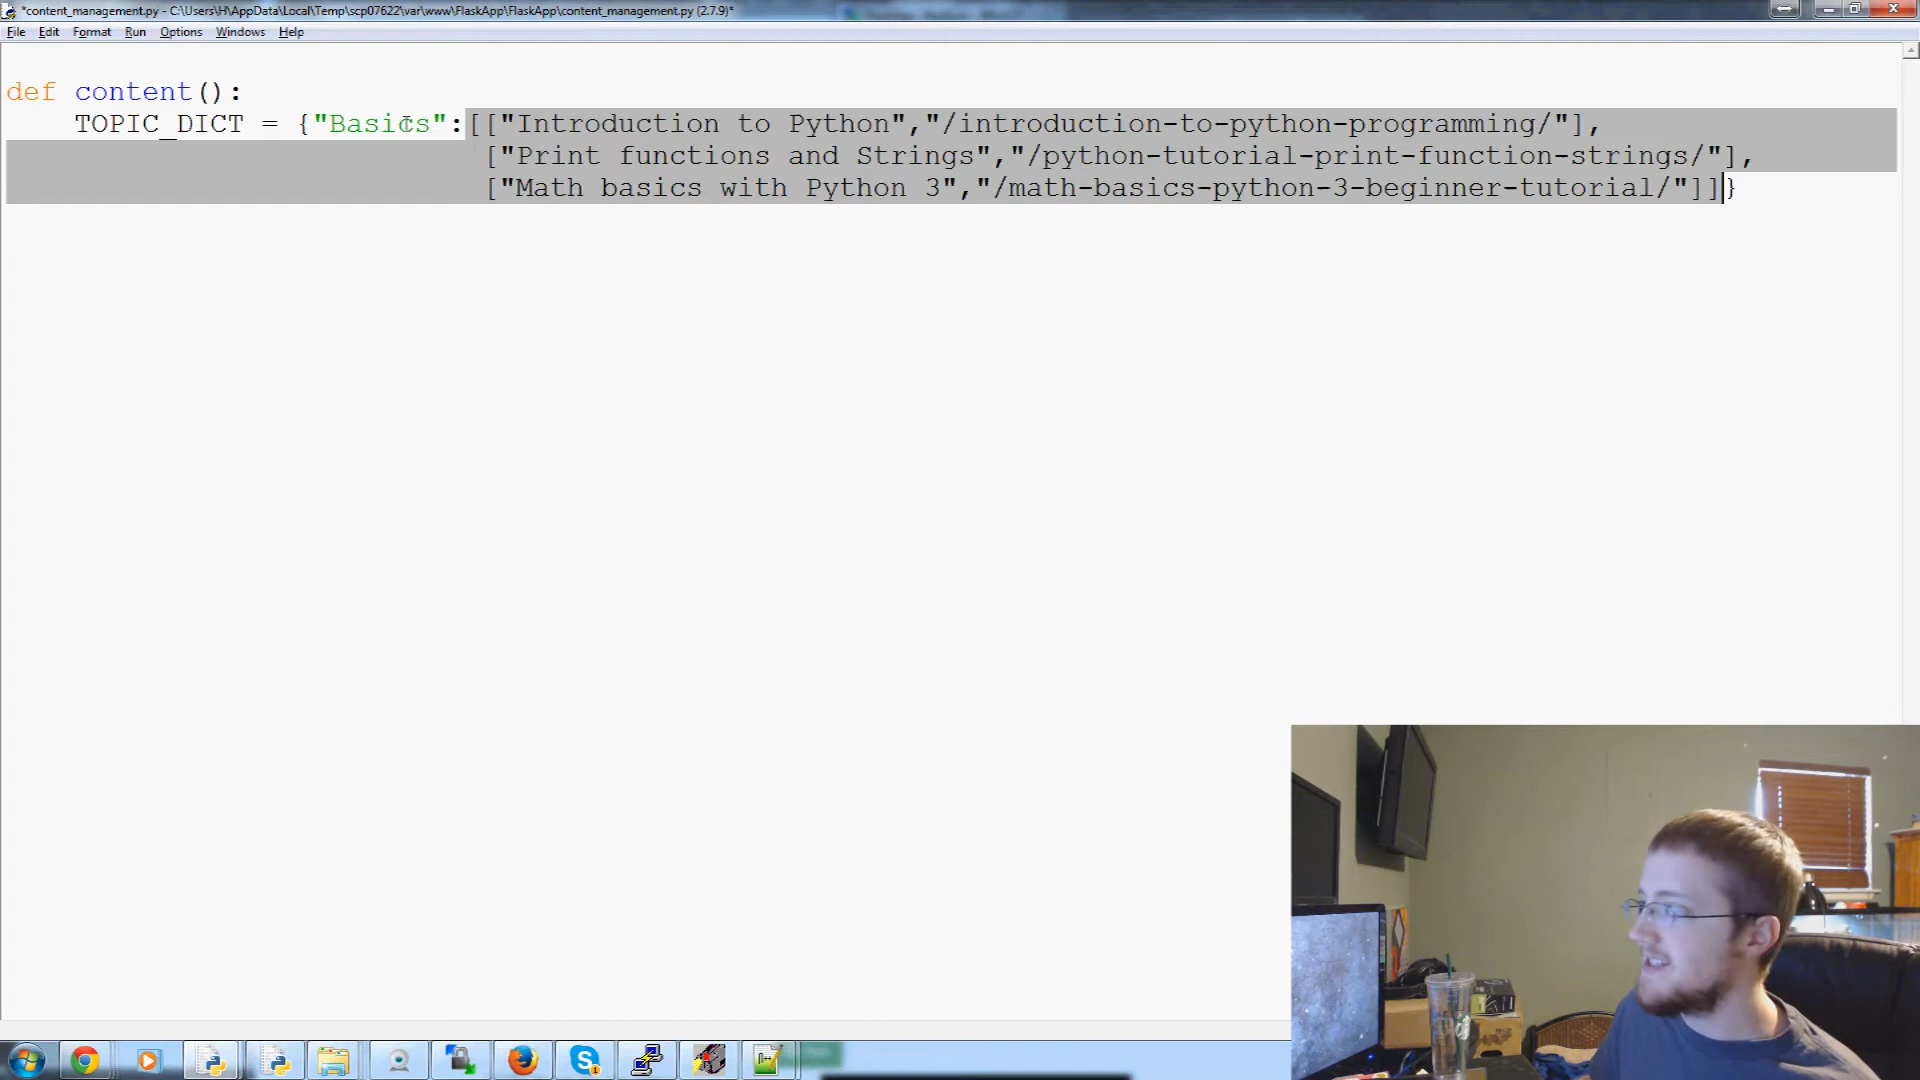 *content_management.py - C:\Users\H\AppData\Local\Temp\scp07622\var\www\FlaskApp\FlaskApp\content_management.py (2.7.9)*
File Edit Format Run Options Windows Help
def content():
    TOPIC_DICT = {"Basics":[["Introduction to Python","/introduction-to-python-programming/"],
                            ["Print functions and Strings","/python-tutorial-print-function-strings/"],
                            ["Math basics with Python 3","/math-basics-python-3-beginner-tutorial/"]]}